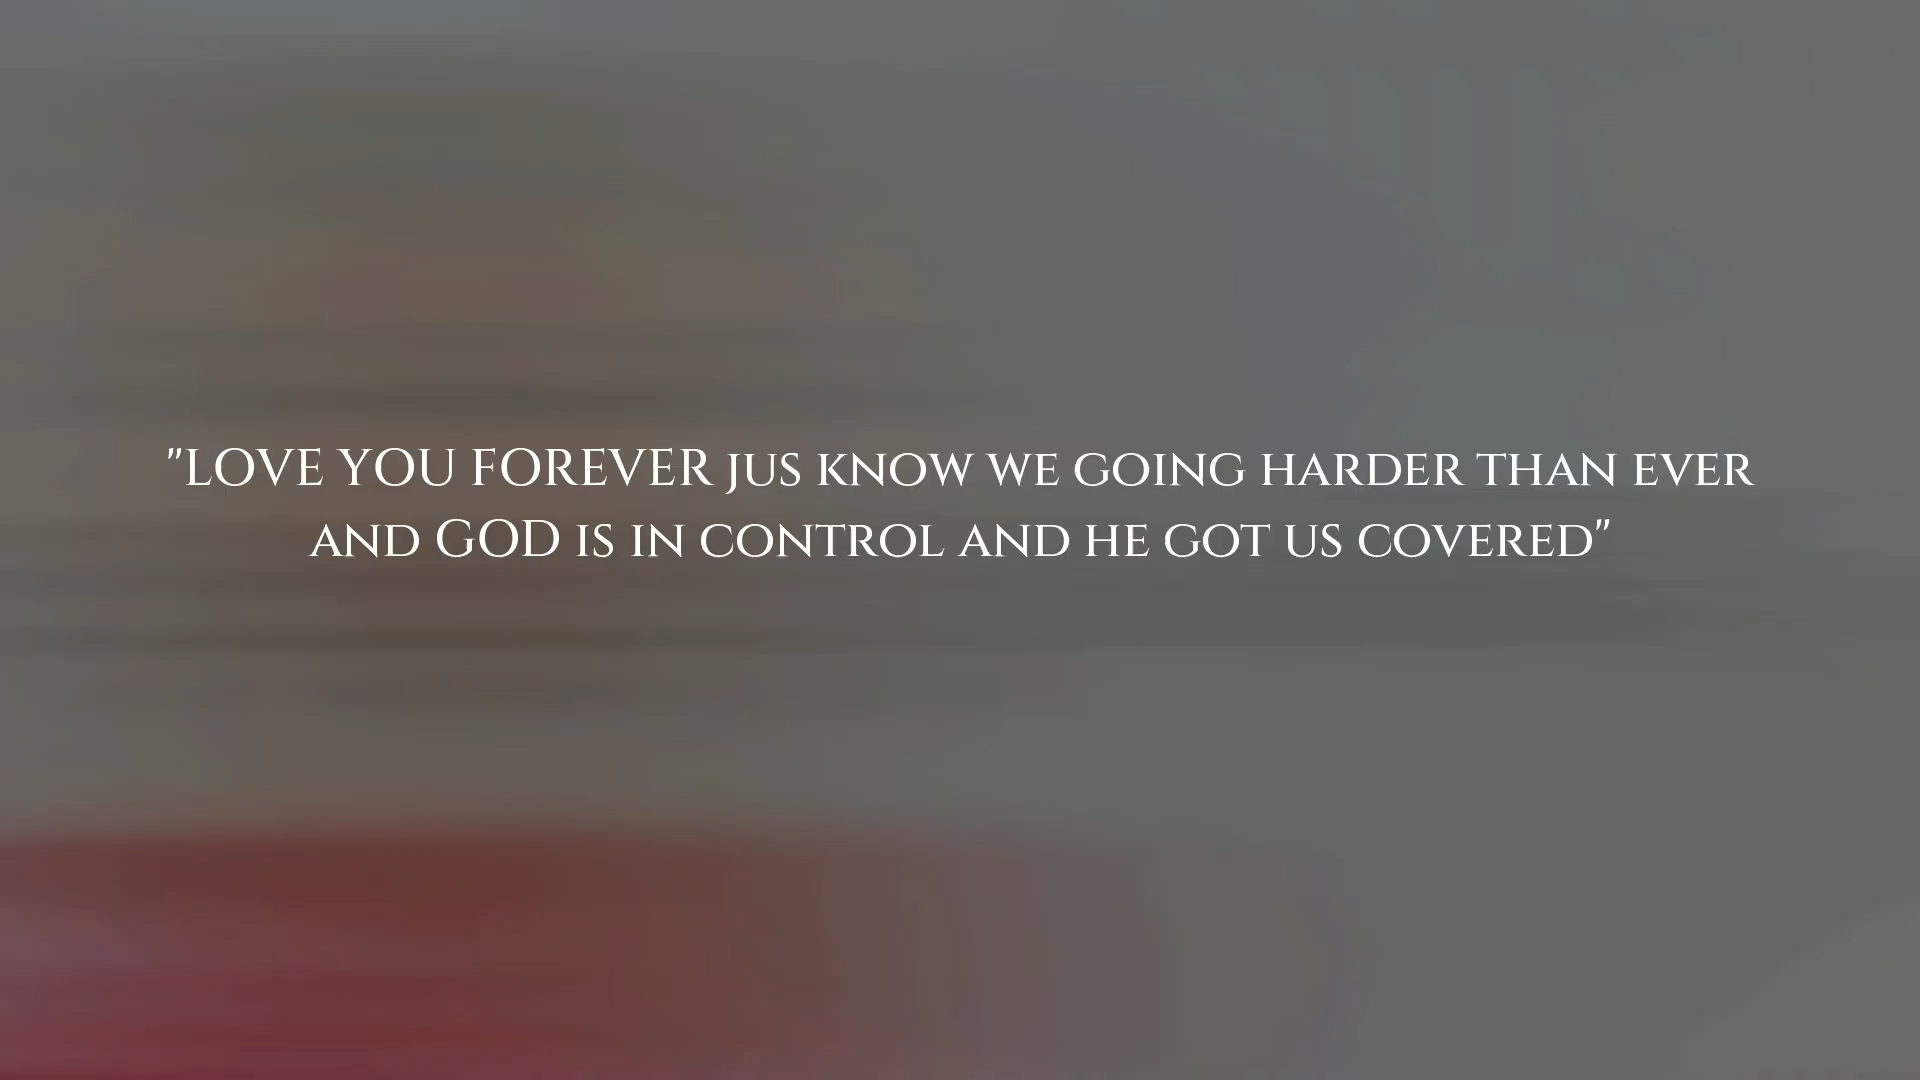 "LOVE YOU FOREVER jus know we going harder than ever
and GOD is in control and he got us covered"